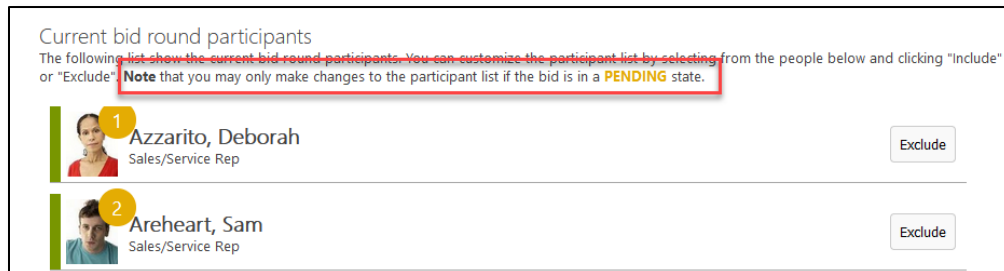 Current bid round participants
The following list show the current bid round participants. You can customize the participant list by selecting from the people below and clicking "Include"
or "Exclude". Note that you may only make changes to the participant list if the bid is in a PENDING state.
1
Azzarito, Deborah
Sales/Service Rep
Exclude
2
Areheart, Sam
Sales/Service Rep
Exclude